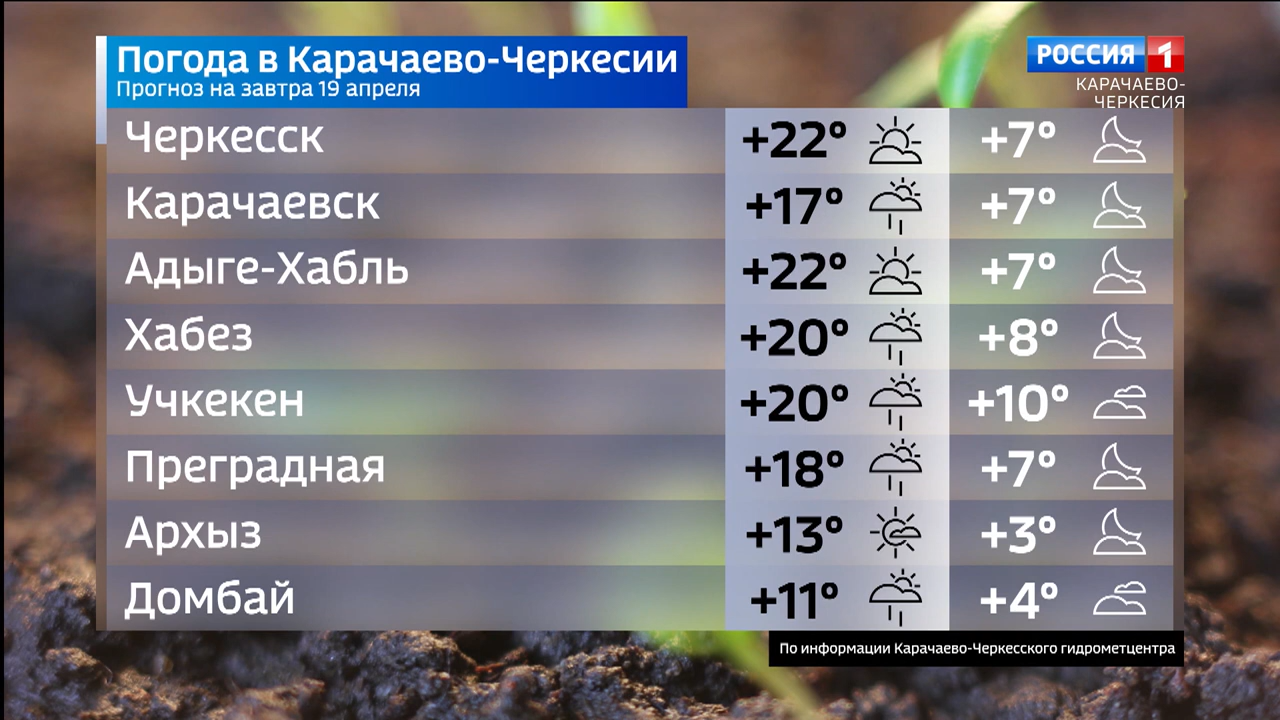 Погода в Карачаево-Черкесии
Прогноз на завтра 19 апреля
РОССИЯ 1
КАРАЧАЕВО-
ЧЕРКЕСИЯ
Черкесск +22° +7°
Карачаевск +17° +7°
Адыге-Хабль +22° +7°
Хабез +20° +8°
Учкекен +20° +10°
Преградная +18° +7°
Архыз +13° +3°
Домбай +11° +4°
По информации Карачаево-Черкесского гидрометцентра